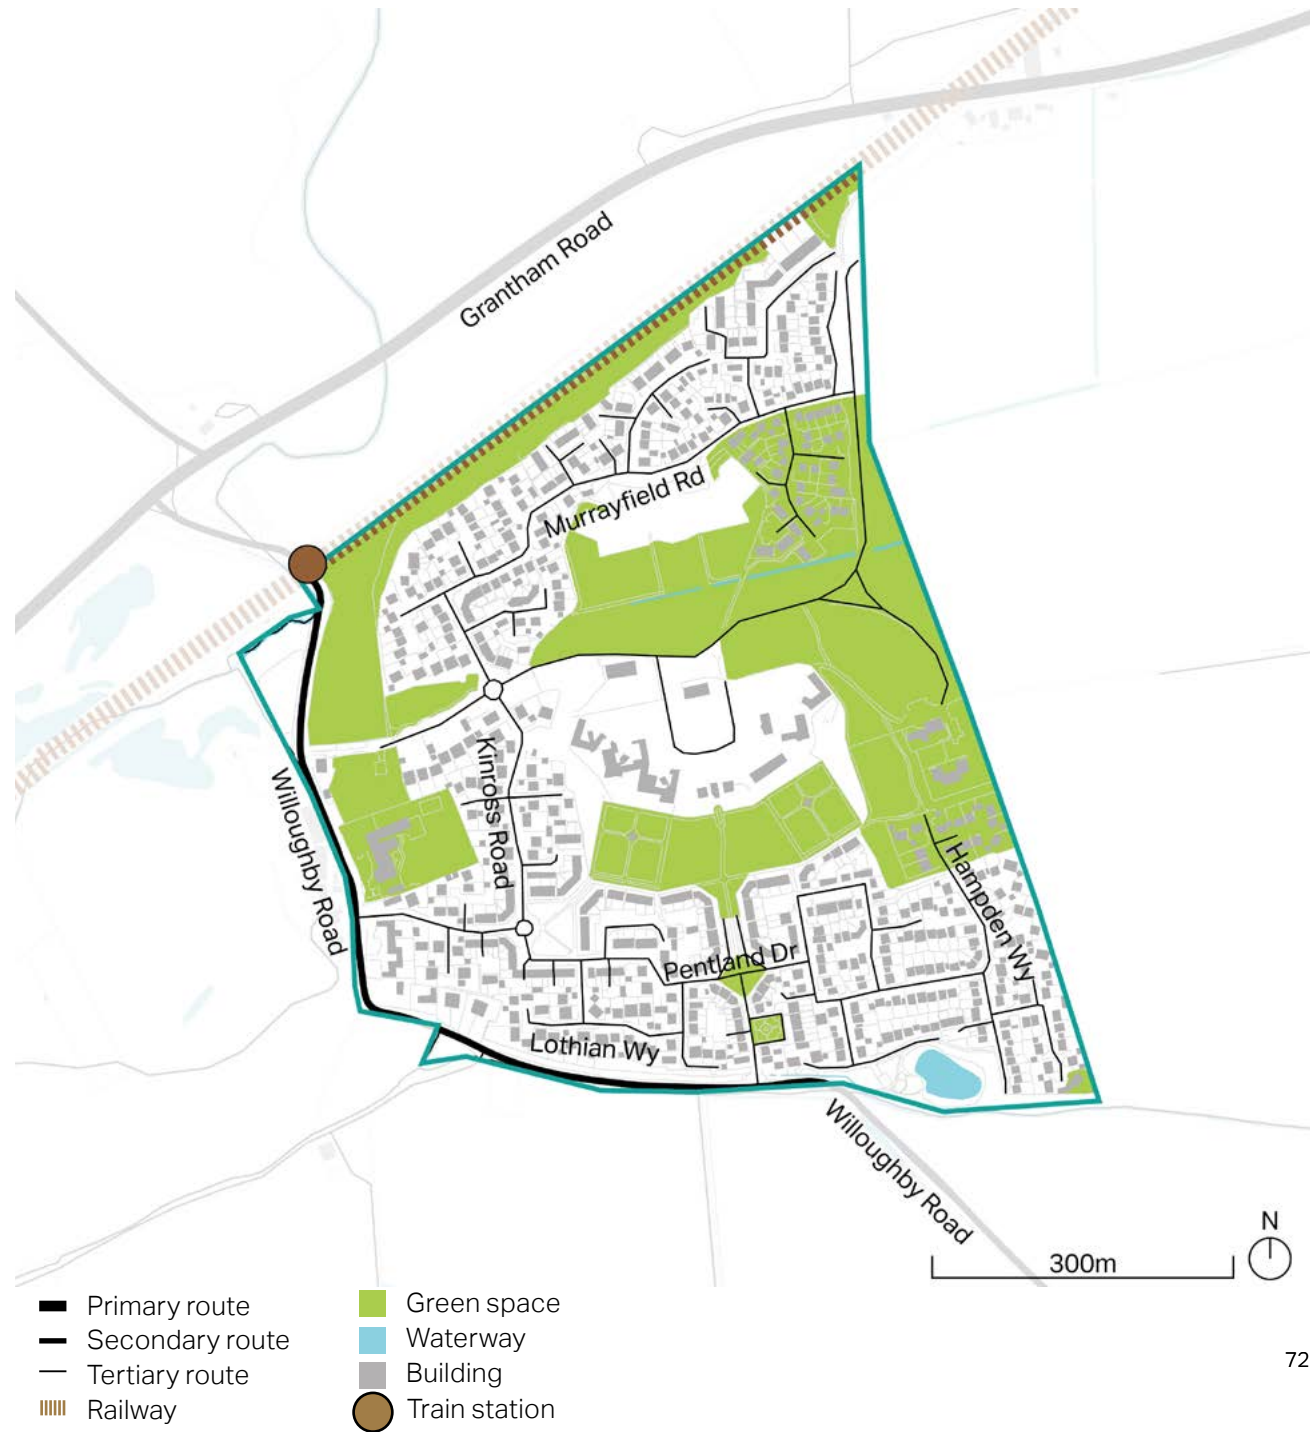 Grantham Road
Murrayfield Rd
Kinross Road
Willoughby Road
Hampden Wy
Pentland Dr
Lothian Wy
Willoughby Road
N
300m
Primary route
Secondary route
Tertiary route
Railway
Green space
Waterway
Building
Train station
72